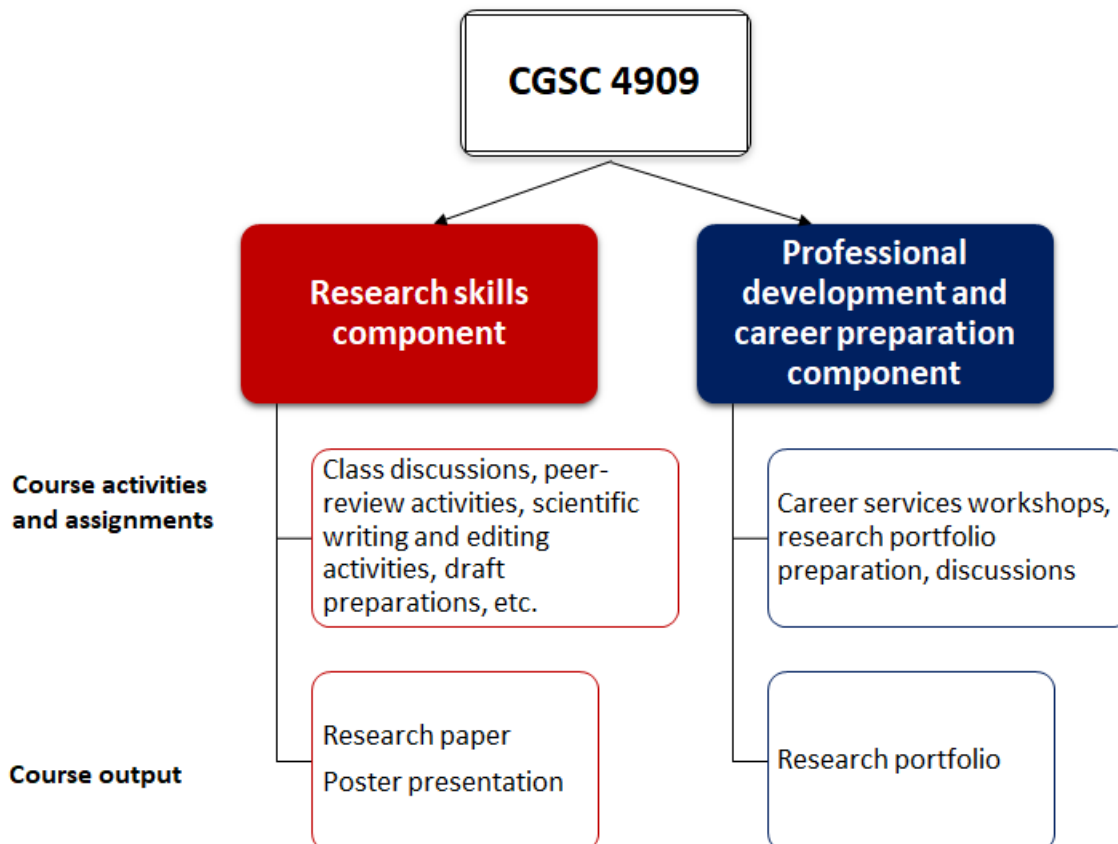 CGSC 4909
Research skills
component
Professional
development and
career preparation
component
Course activities
and assignments
Class discussions, peer-
review activities, scientific
writing and editing
activities, draft
preparations, etc.
Career services workshops,
research portfolio
preparation, discussions
Course output
Research paper
Poster presentation
Research portfolio